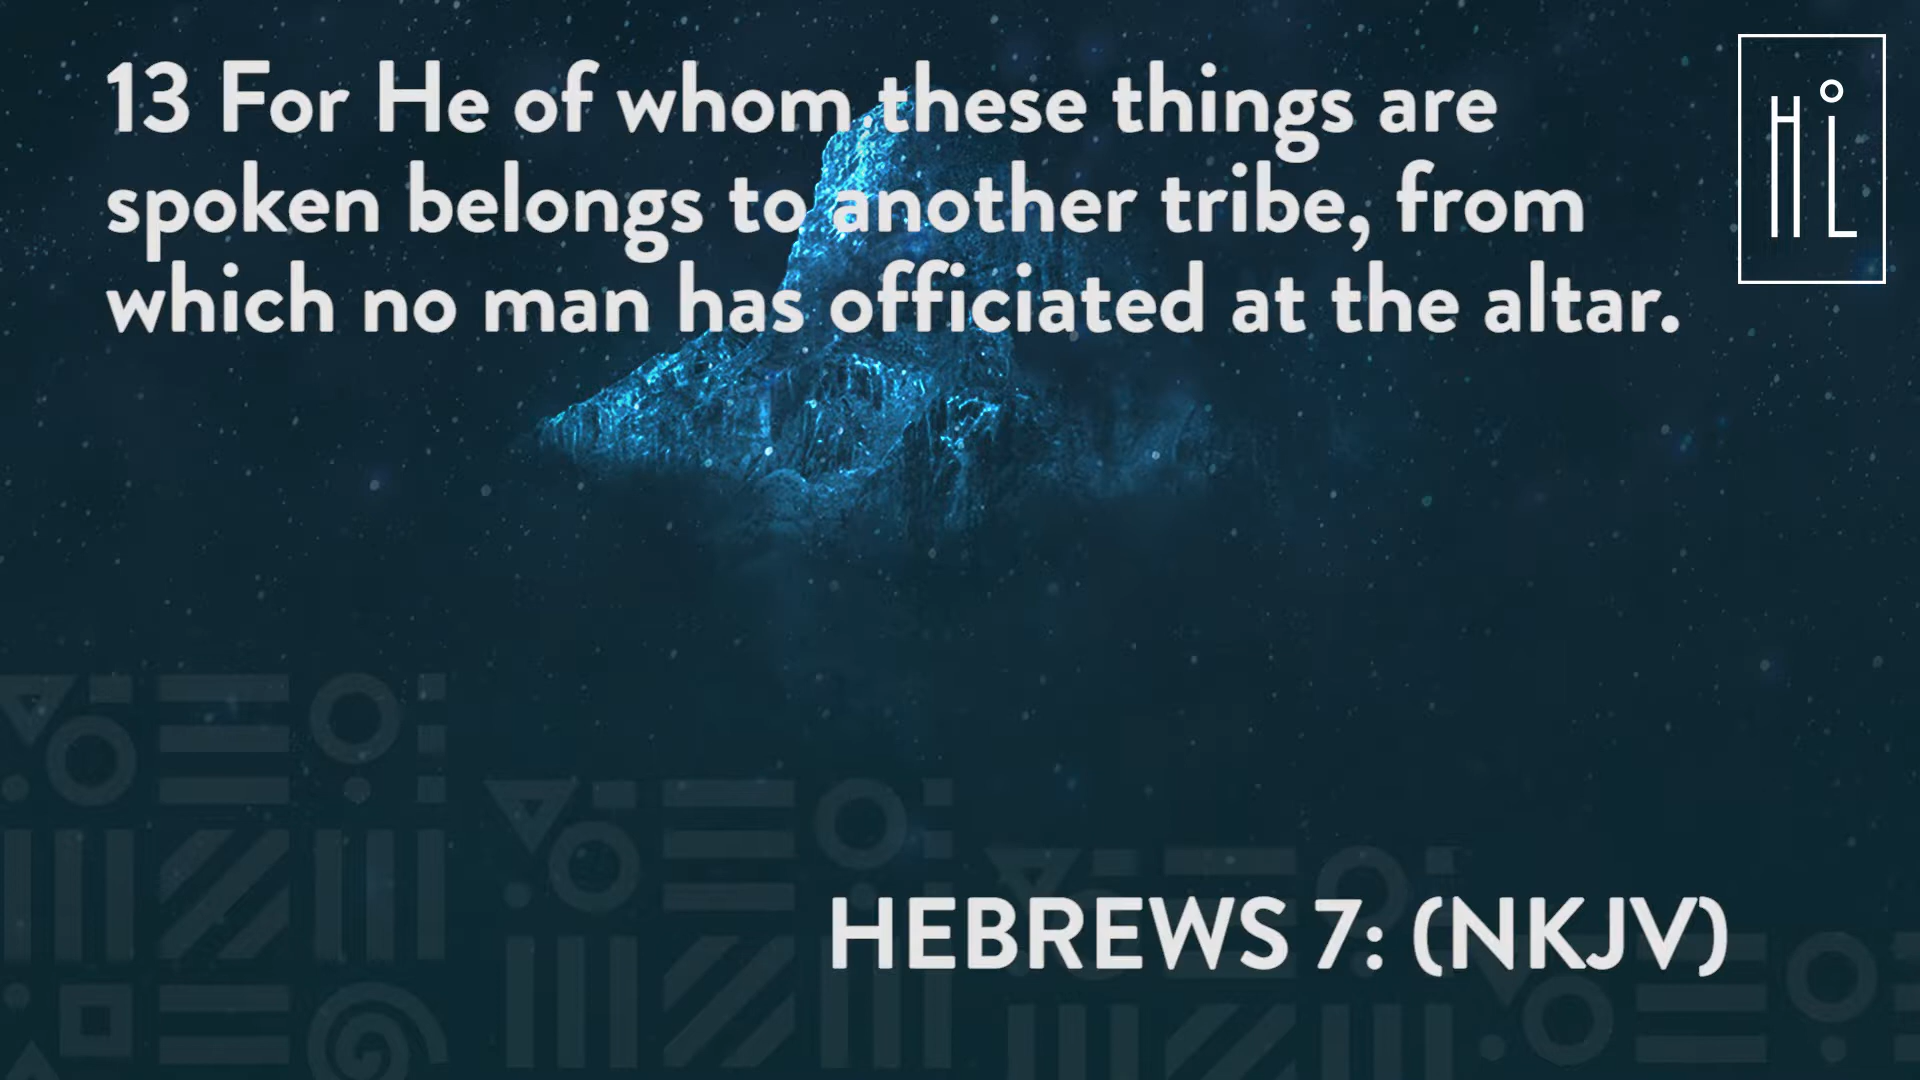 13 For He of whom these things are
spoken belongs to another tribe, from
which no man has officiated at the altar.
HiL
HEBREWS 7: (NKJV)